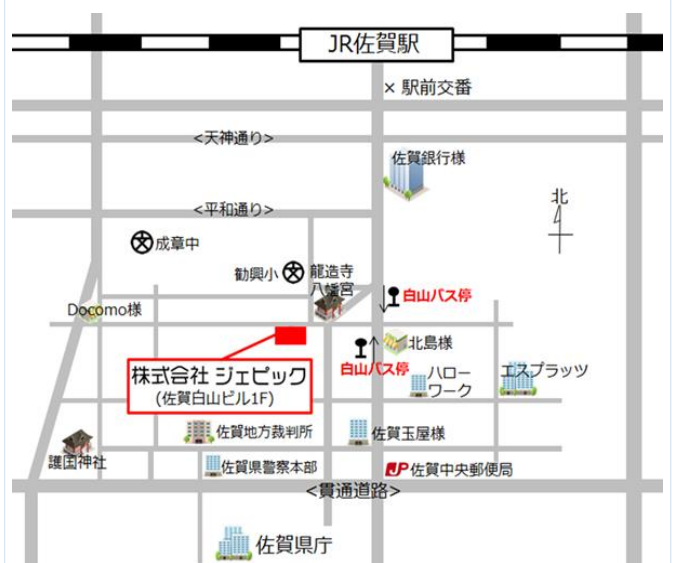 JR佐賀駅
× 駅前交番
<天神通り>
佐賀銀行様
<平和通り>
北
成章中
勧興小
龍造寺
八幡宮
白山バス停
Docomo様
北島様
白山バス停
ハロー
ワーク
エスプラッツ
株式会社 ジェピック
(佐賀白山ビル1F)
佐賀地方裁判所
佐賀玉屋様
護国神社
佐賀県警察本部
JP 佐賀中央郵便局
<貫通道路>
佐賀県庁